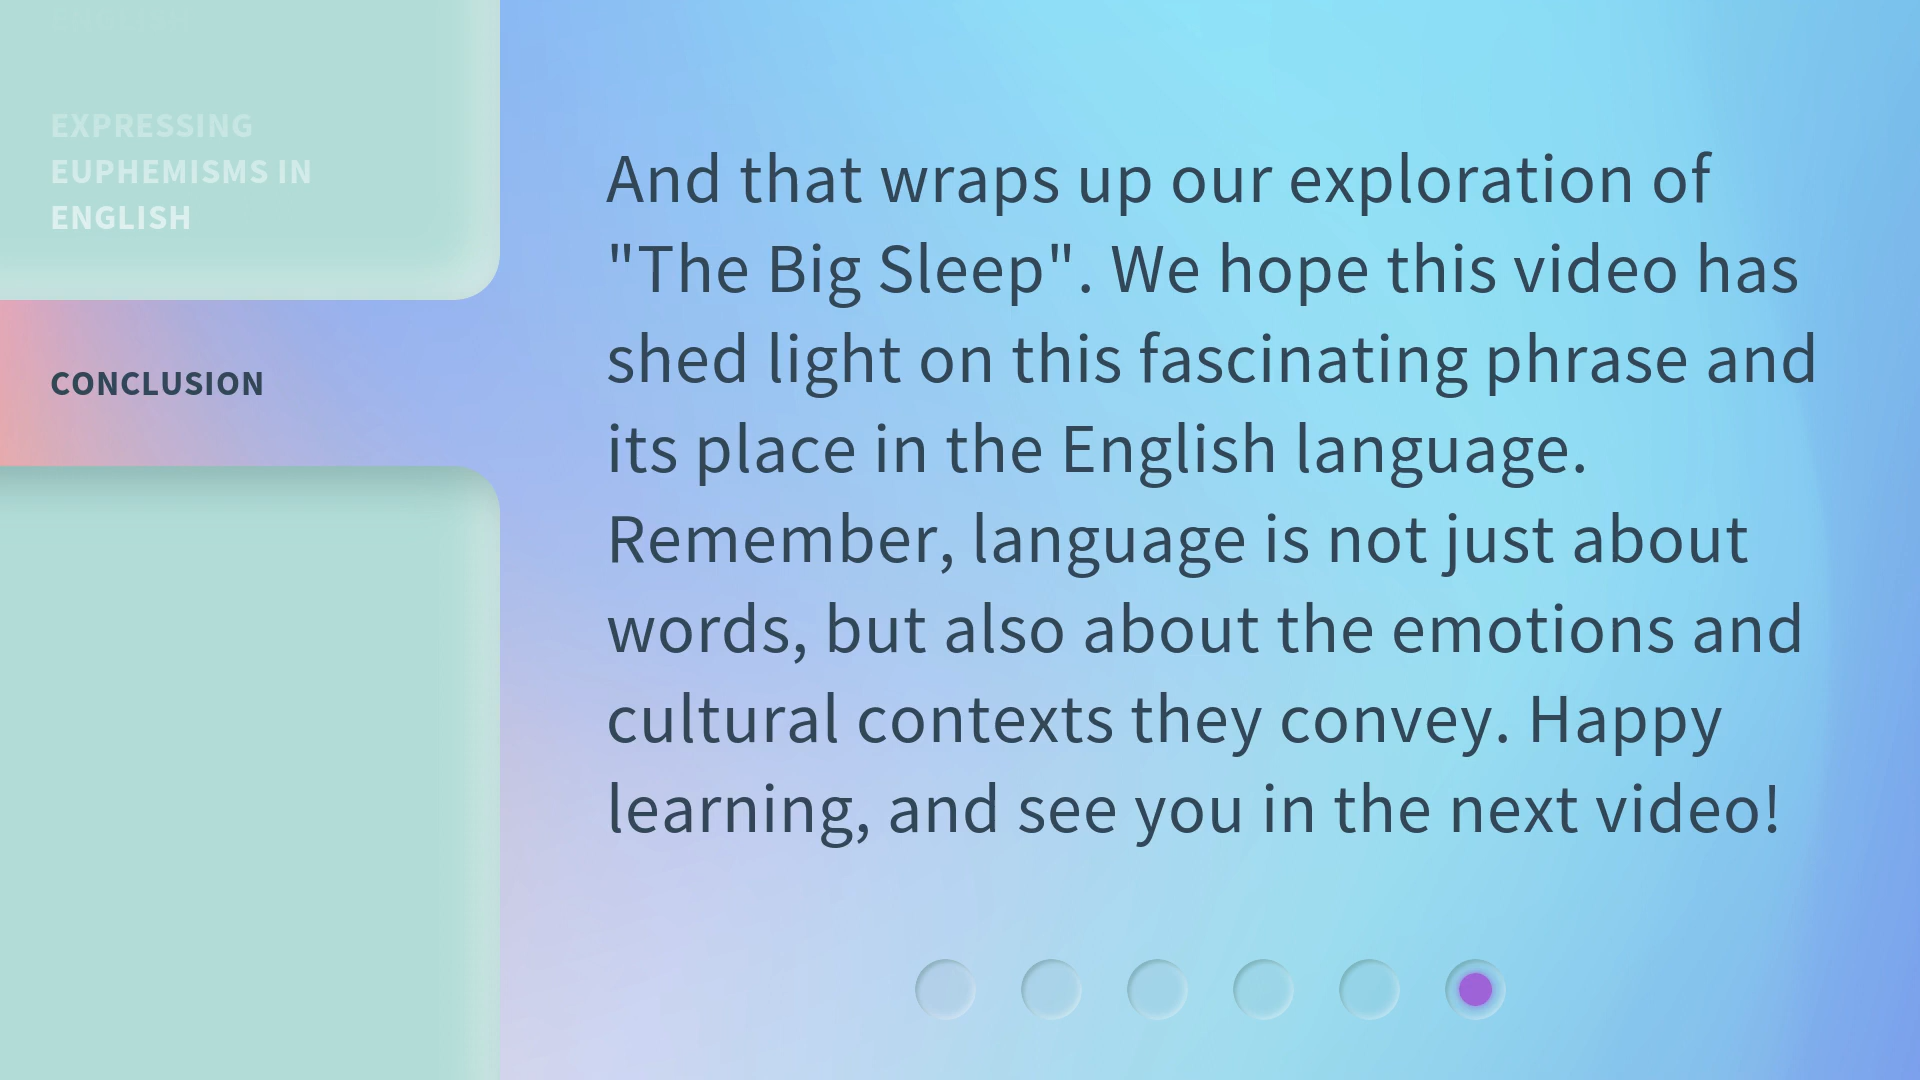 ENGLISH
EXPRESSING
EUPHEMISMS IN
ENGLISH
CONCLUSION
And that wraps up our exploration of
"The Big Sleep". We hope this video has
shed light on this fascinating phrase and
its place in the English language.
Remember, language is not just about
words, but also about the emotions and
cultural contexts they convey. Happy
learning, and see you in the next video!